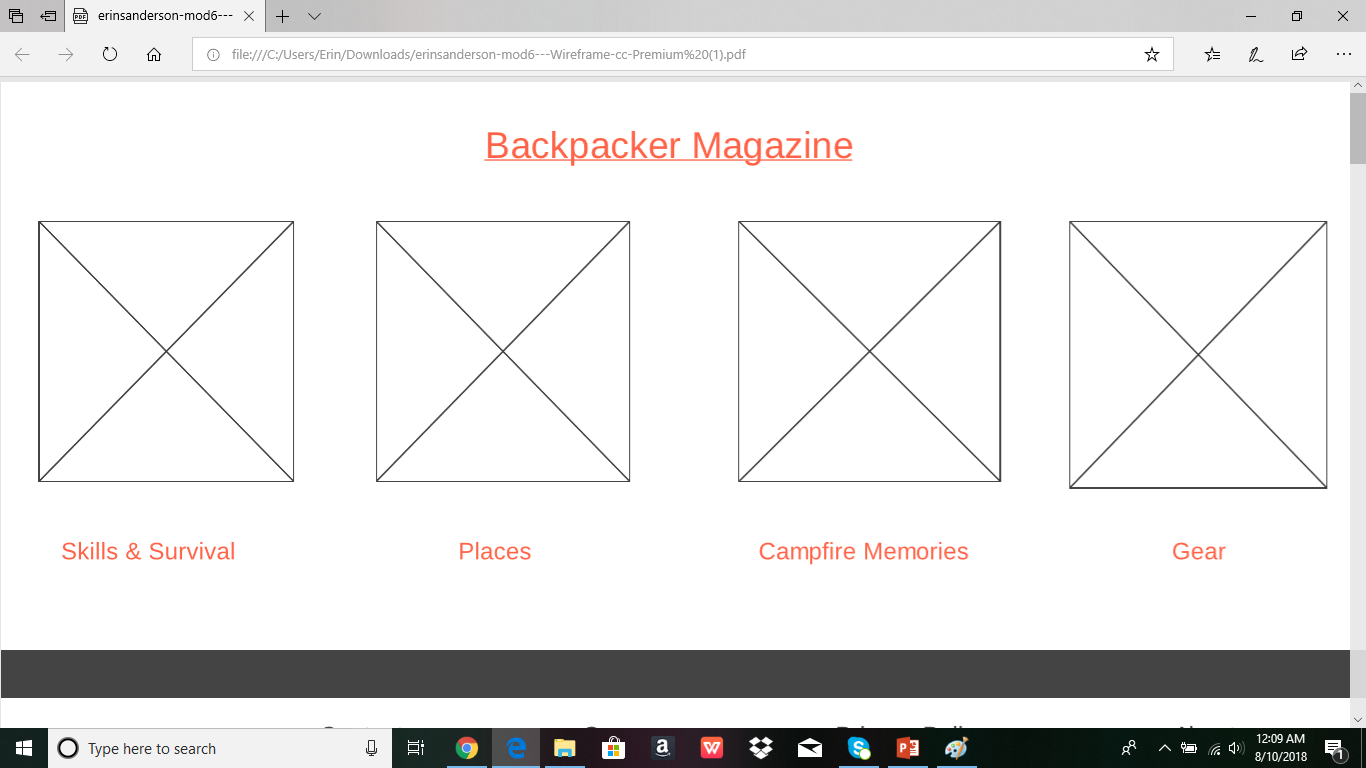 erinsanderson-mod6---
file:///C:/Users/Erin/Downloads/erinsanderson-mod6---Wireframe-cc-Premium%20(1).pdf
Backpacker Magazine
Skills & Survival
Places
Campfire Memories
Gear
Type here to search
12:09 AM
8/10/2018
1